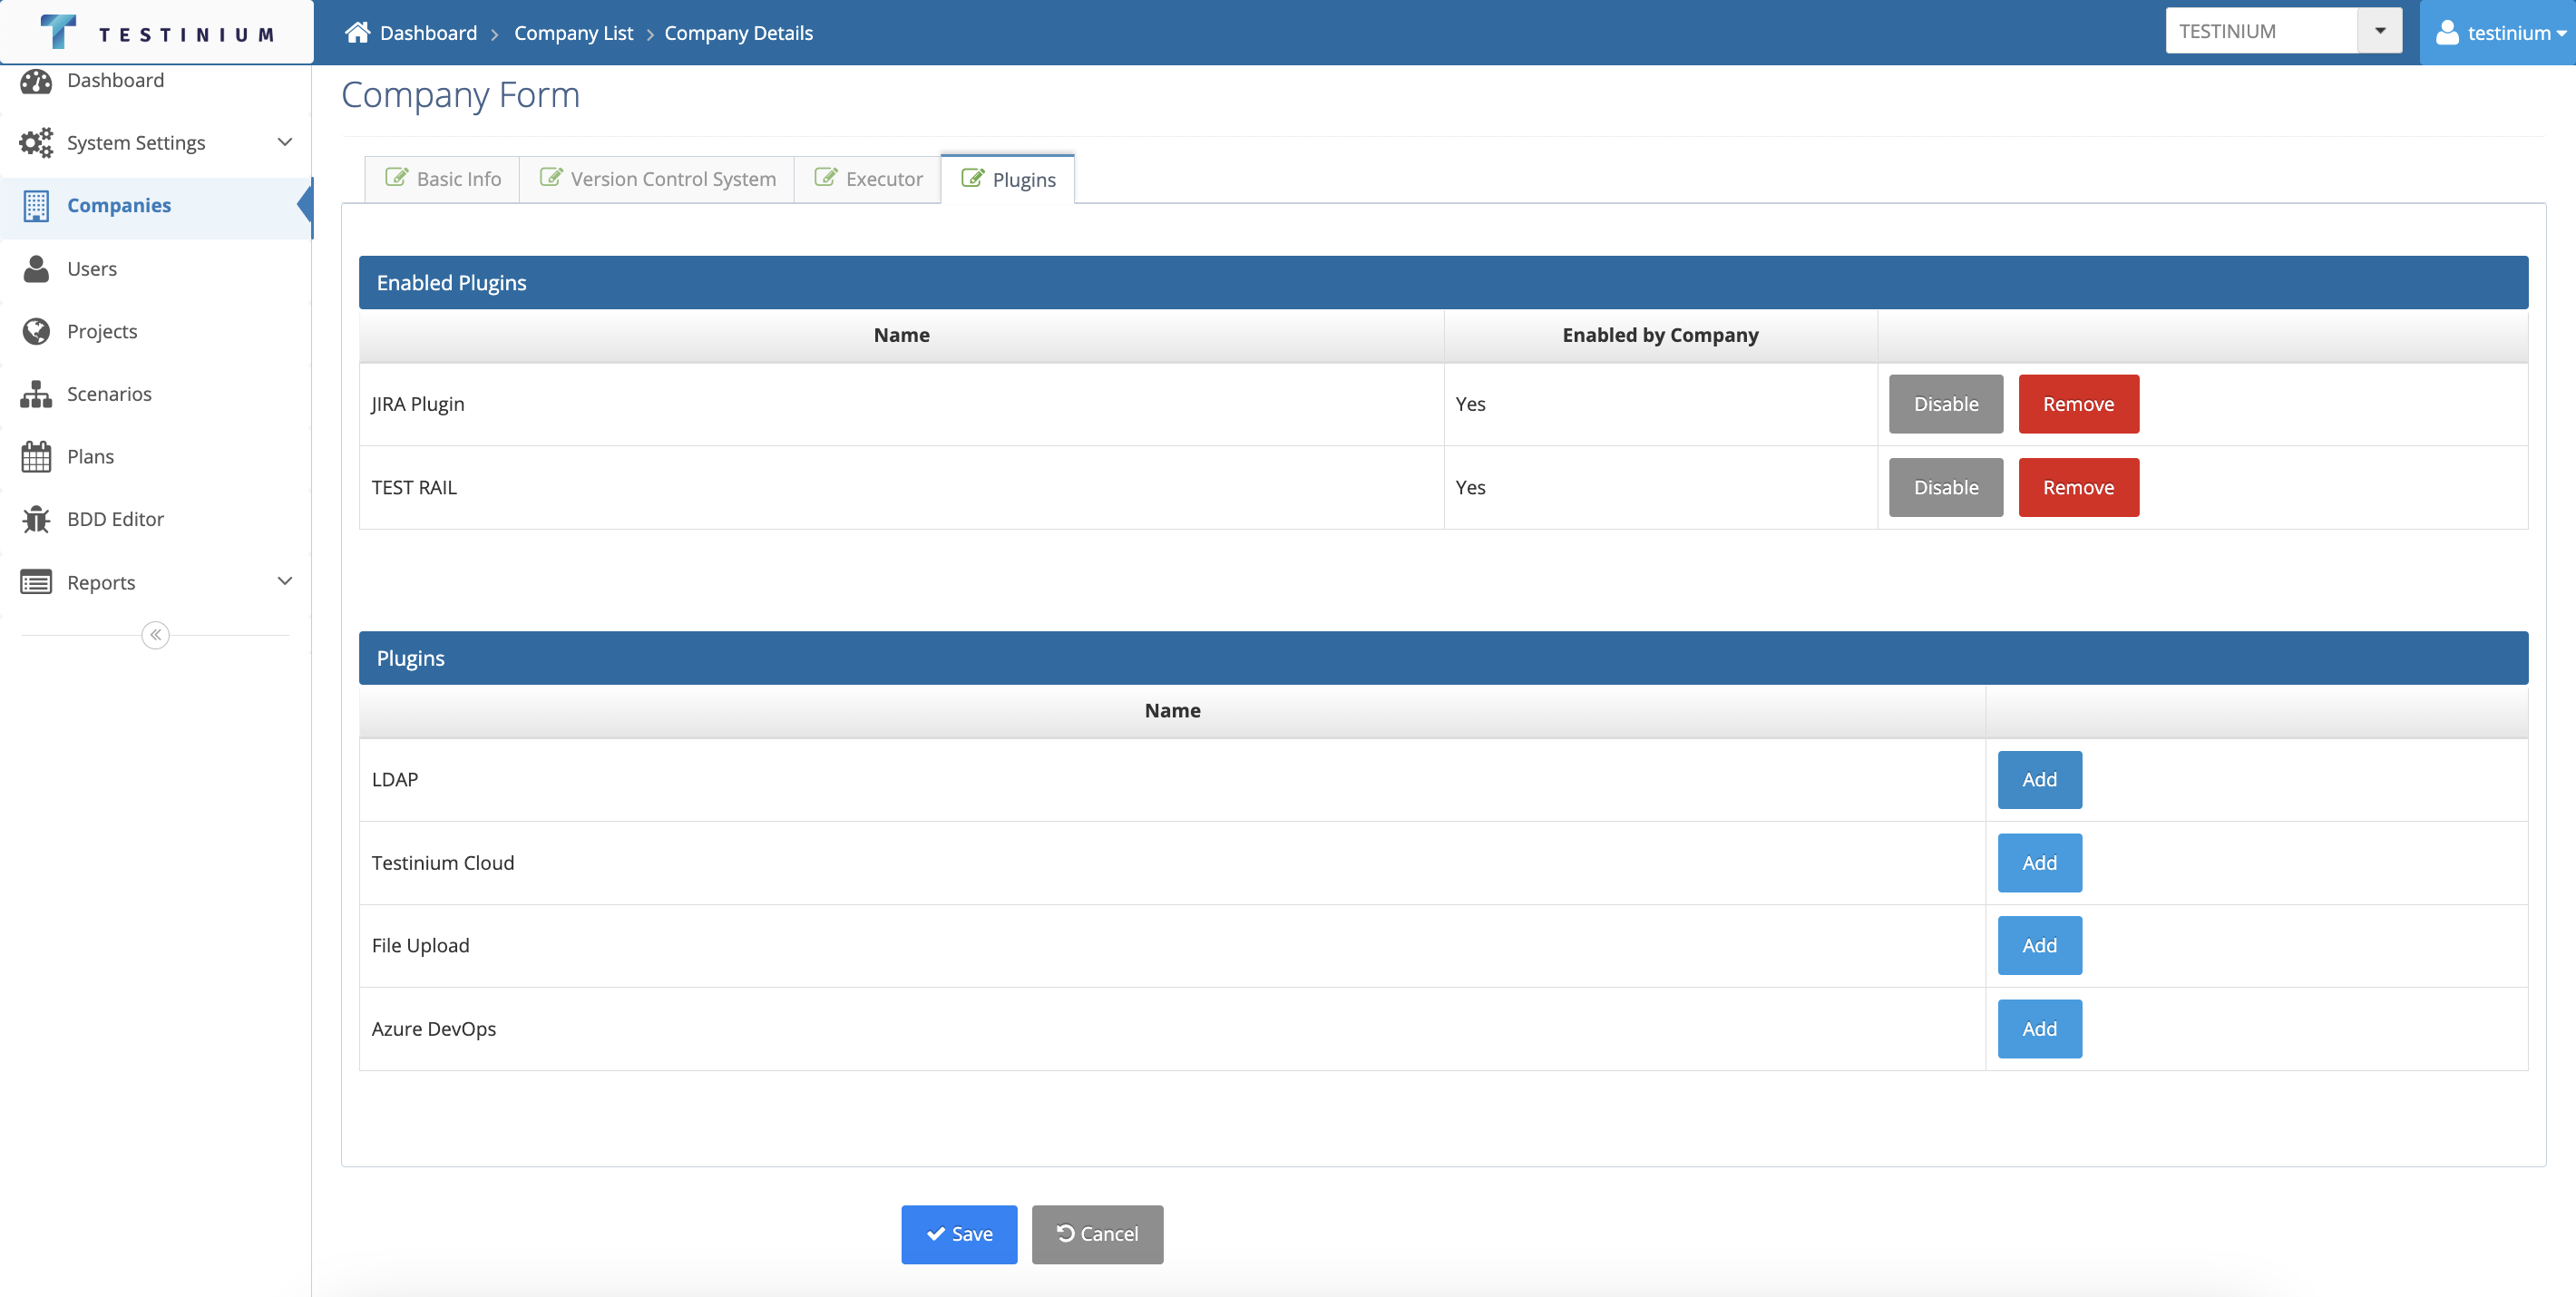 TESTINIUM
Dashboard > Company List > Company Details
TESTINIUM
testinium
Dashboard
System Settings
Companies
Users
Projects
Scenarios
Plans
BDD Editor
Reports
Company Form
Basic Info
Version Control System
Executor
Plugins
Enabled Plugins
Name Enabled by Company
JIRA Plugin Yes Disable Remove
TEST RAIL Yes Disable Remove
Plugins
Name
LDAP Add
Testinium Cloud Add
File Upload Add
Azure DevOps Add
Save Cancel